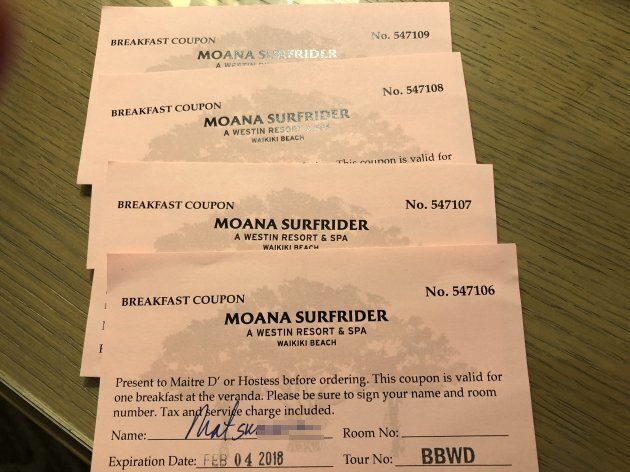 BREAKFAST COUPON No. 547109
MOANA SURFRIDER
BREAKFAST COUPON No. 547108
MOANA SURFRIDER
A WESTIN RESORT & SPA
WAIKIKI BEACH
This coupon is valid for
BREAKFAST COUPON No. 547107
MOANA SURFRIDER
A WESTIN RESORT & SPA
WAIKIKI BEACH
BREAKFAST COUPON No. 547106
MOANA SURFRIDER
A WESTIN RESORT & SPA
WAIKIKI BEACH
Present to Maitre D' or Hostess before ordering. This coupon is valid for
one breakfast at the veranda. Please be sure to sign your name and room
number. Tax and service charge included.
Name: Room No:
Expiration Date: FEB 04 2018 Tour No: BBWD